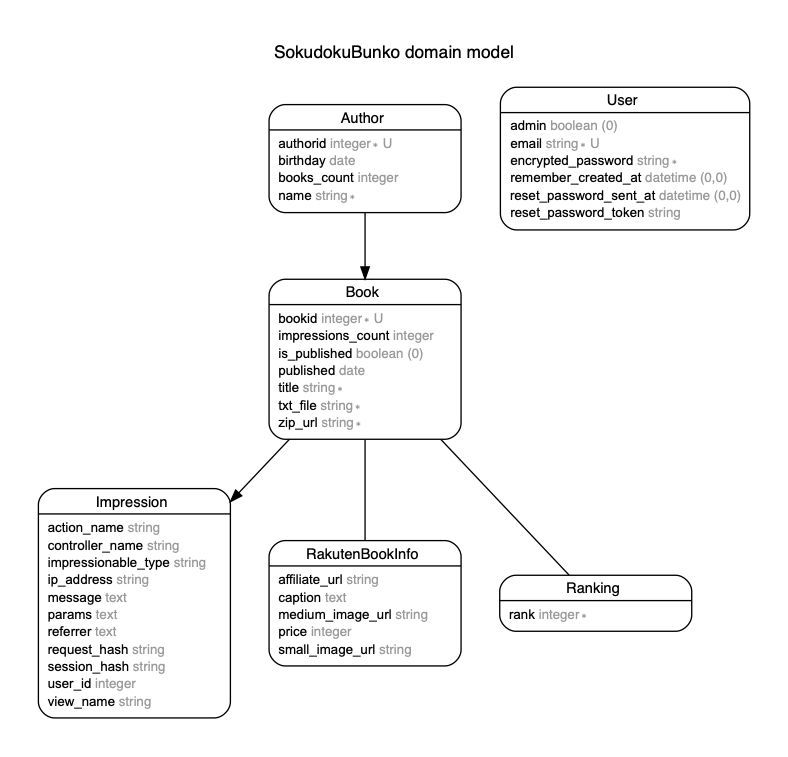 SokudokuBunko domain model
Author
authorid integer * U
birthday date
books_count integer
name string *
User
admin boolean (0)
email string * U
encrypted_password string *
remember_created_at datetime (0,0)
reset_password_sent_at datetime (0,0)
reset_password_token string
Book
bookid integer * U
impressions_count integer
is_published boolean (0)
published date
title string *
txt_file string *
zip_url string *
Impression
action_name string
controller_name string
impressionable_type string
ip_address string
message text
params text
referrer text
request_hash string
session_hash string
user_id integer
view_name string
RakutenBookInfo
affiliate_url string
caption text
medium_image_url string
price integer
small_image_url string
Ranking
rank integer *